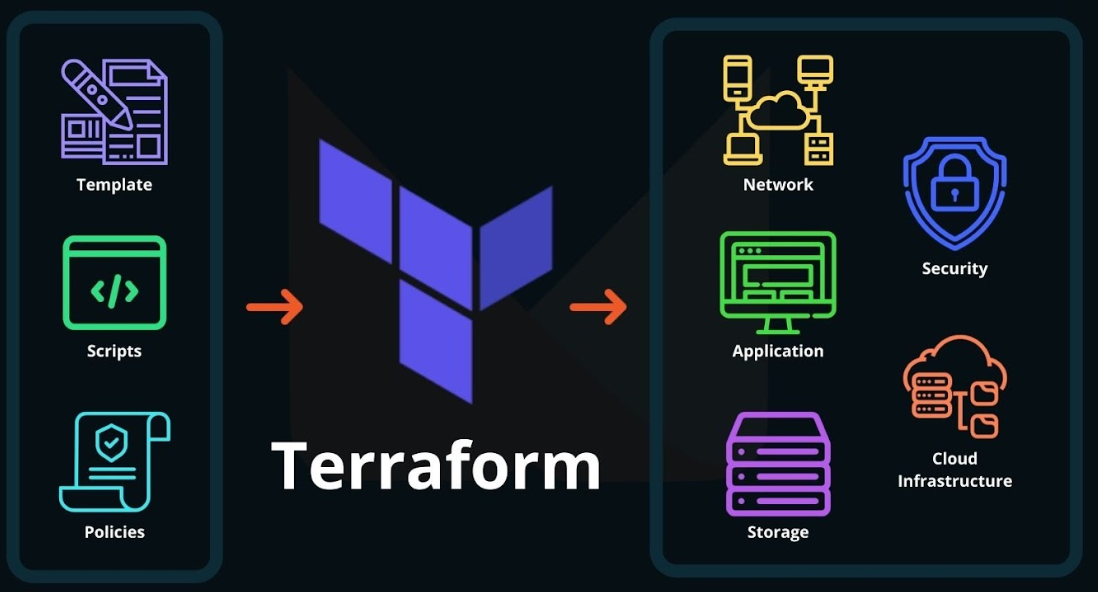 Template
Scripts
Policies
Terraform
Network
Application
Storage
Security
Cloud
Infrastructure